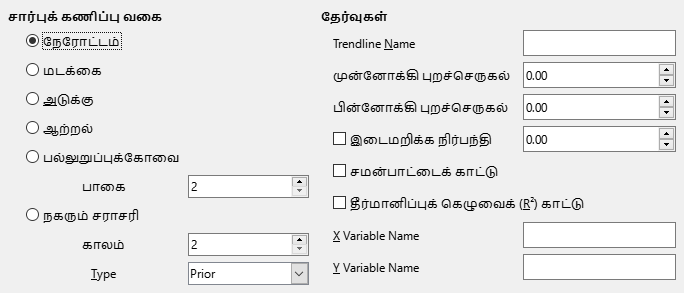 சார்புக் கணிப்பு வகை
நேரோட்டம்
மடக்கை
அடுக்கு
ஆற்றல்
பல்லுறுப்புக்கோவை
பாகை 2
நகரும் சராசரி
காலம் 2
Type Prior
தேர்வுகள்
Trendline Name
முன்னோக்கி புறச்செருகல் 0.00
பின்னோக்கி புறச்செருகல் 0.00
இடைமறிக்க நிர்பந்தி 0.00
சமன்பாட்டைக் காட்டு
தீர்மானிப்புக் கெழுவைக் (R²) காட்டு
X Variable Name
Y Variable Name